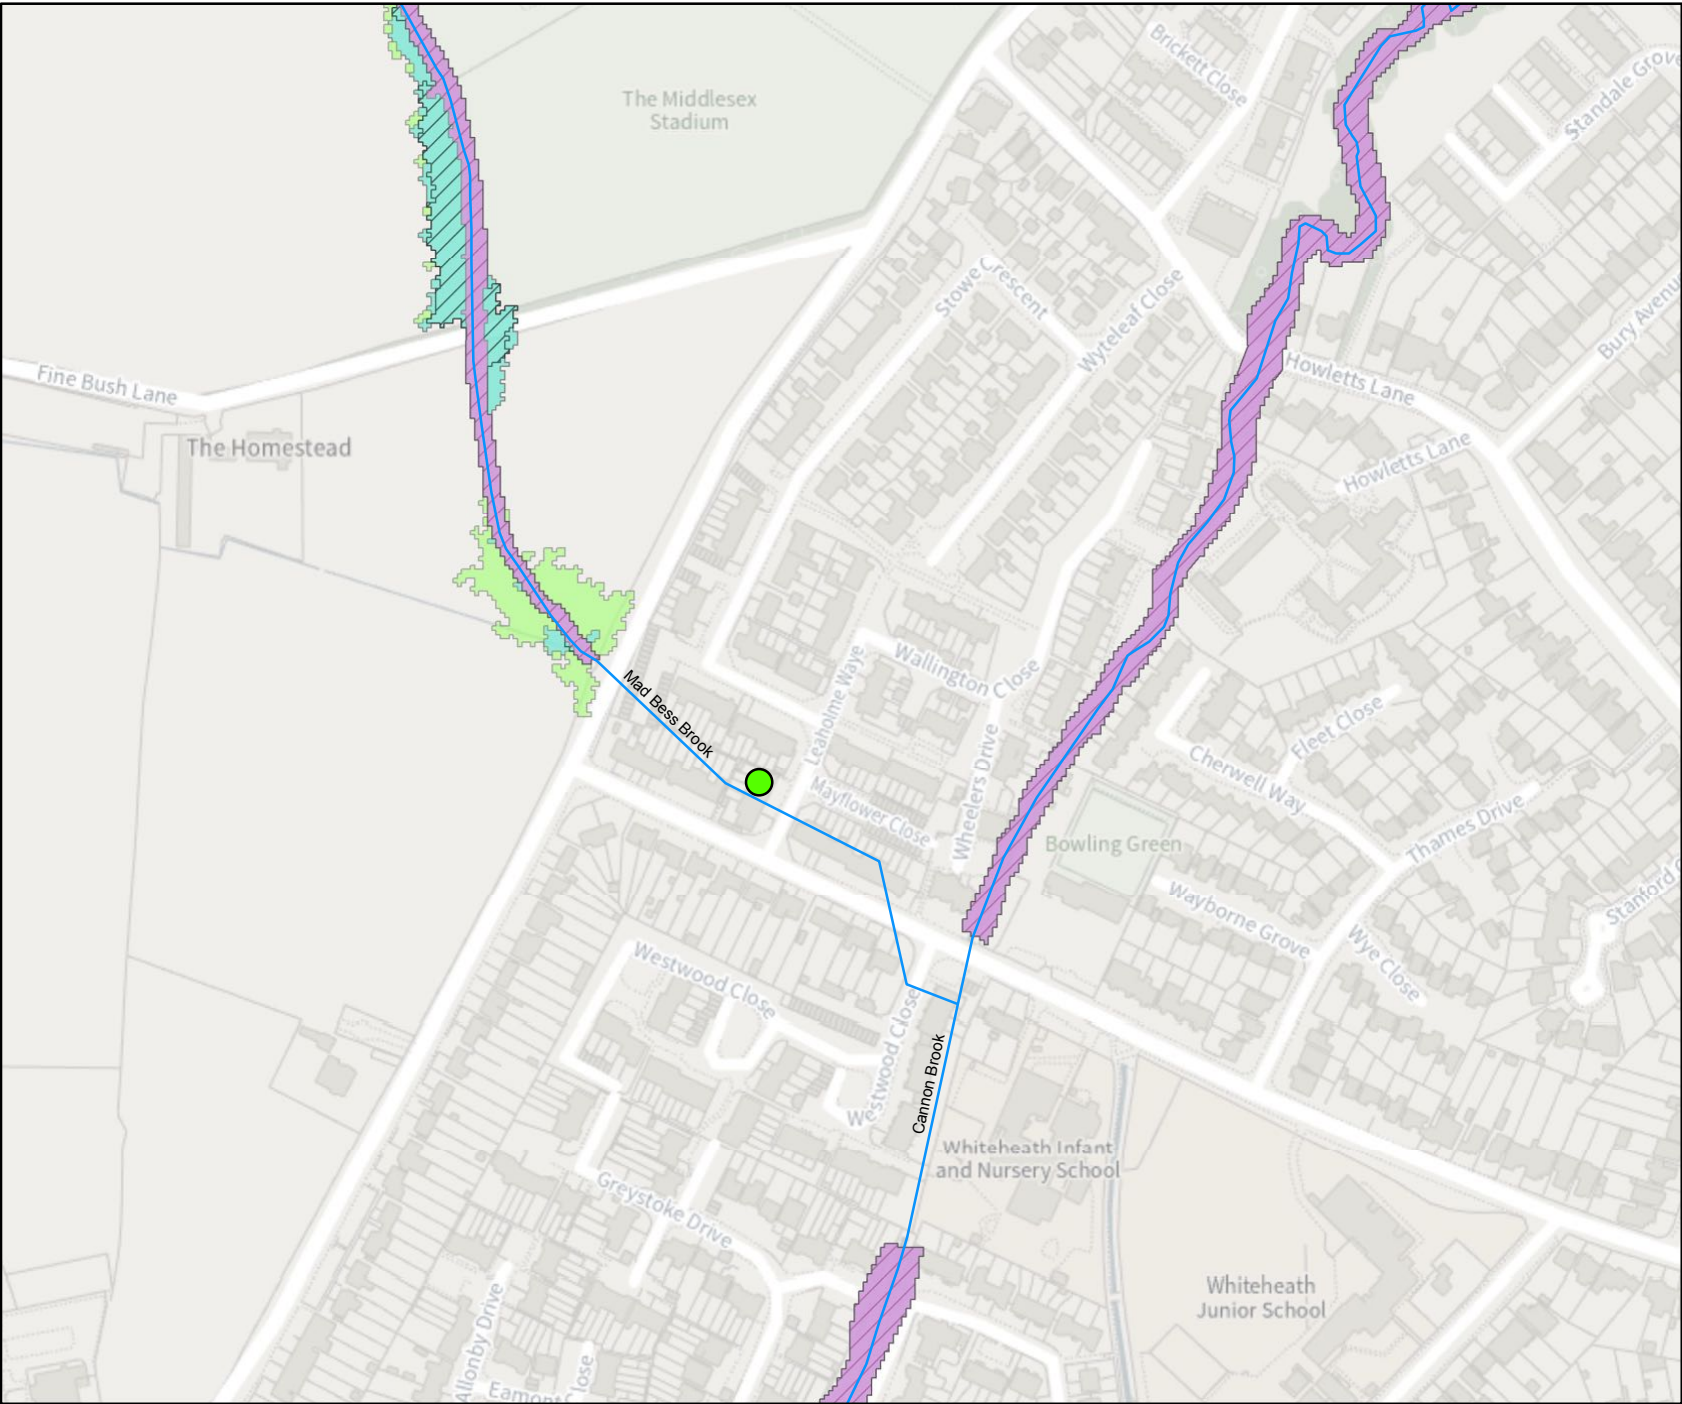 Brickett Close
Standale Grove
The Middlesex
Stadium
Stowe Crescent
Wyteleaf Close
Bury Avenue
Fine Bush Lane
Howletts Lane
The Homestead
Howletts Lane
Wallington Close
Leaholme Waye
Mad Bess Brook
Fleet Close
Cherwell Way
Wheelers Drive
Mayflower Close
Thames Drive
Bowling Green
Wayborne Grove
Stanford C
Westwood Close
Wye Close
Westwood Close
Cannon Brook
Whiteheath Infant
and Nursery School
Greystoke Drive
Whiteheath
Junior School
Allonby Drive
Eamont Close